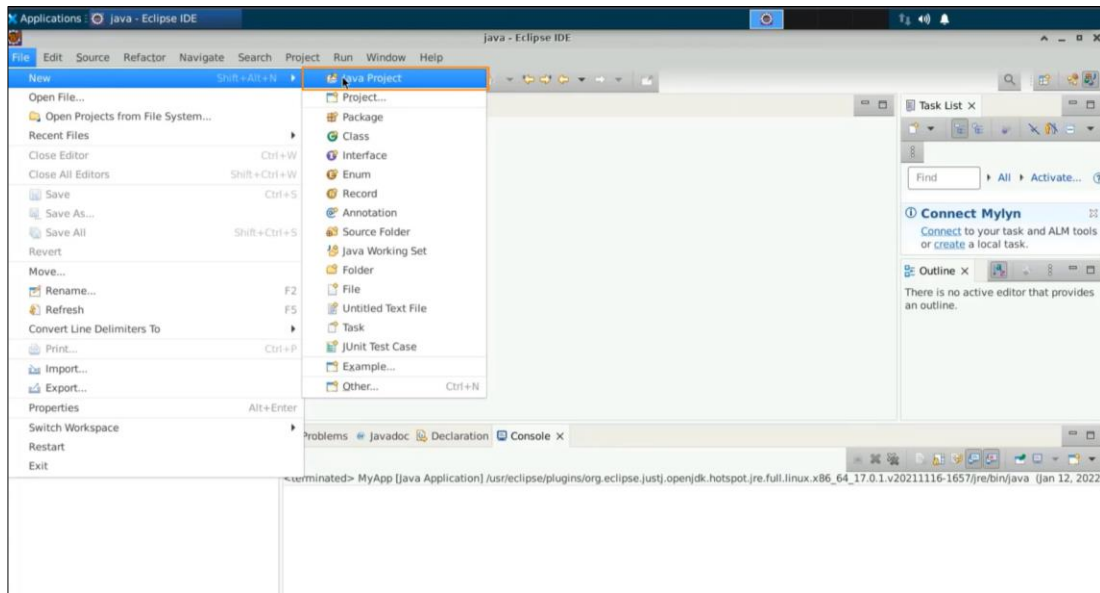 Applications : java - Eclipse IDE
java - Eclipse IDE
File Edit Source Refactor Navigate Search Project Run Window Help
New Shift+Alt+N
Open File...
Open Projects from File System...
Recent Files
Close Editor Ctrl+W
Close All Editors Shift+Ctrl+W
Save Ctrl+S
Save As...
Save All Shift+Ctrl+S
Revert
Move...
Rename... F2
Refresh F5
Convert Line Delimiters To
Print... Ctrl+P
Import...
Export...
Properties Alt+Enter
Switch Workspace
Restart
Exit
Java Project
Project...
Package
Class
Interface
Enum
Record
Annotation
Source Folder
Java Working Set
Folder
File
Untitled Text File
Task
JUnit Test Case
Example...
Other... Ctrl+N
Task List
Find All Activate...
Connect Mylyn
Connect to your task and ALM tools
or create a local task.
Outline
There is no active editor that provides
an outline.
Problems Javadoc Declaration Console
<terminated> MyApp [Java Application] /usr/eclipse/plugins/org.eclipse.justj.openjdk.hotspot.jre.full.linux.x86_64_17.0.1.v20211116-1657/jre/bin/java (Jan 12, 2022